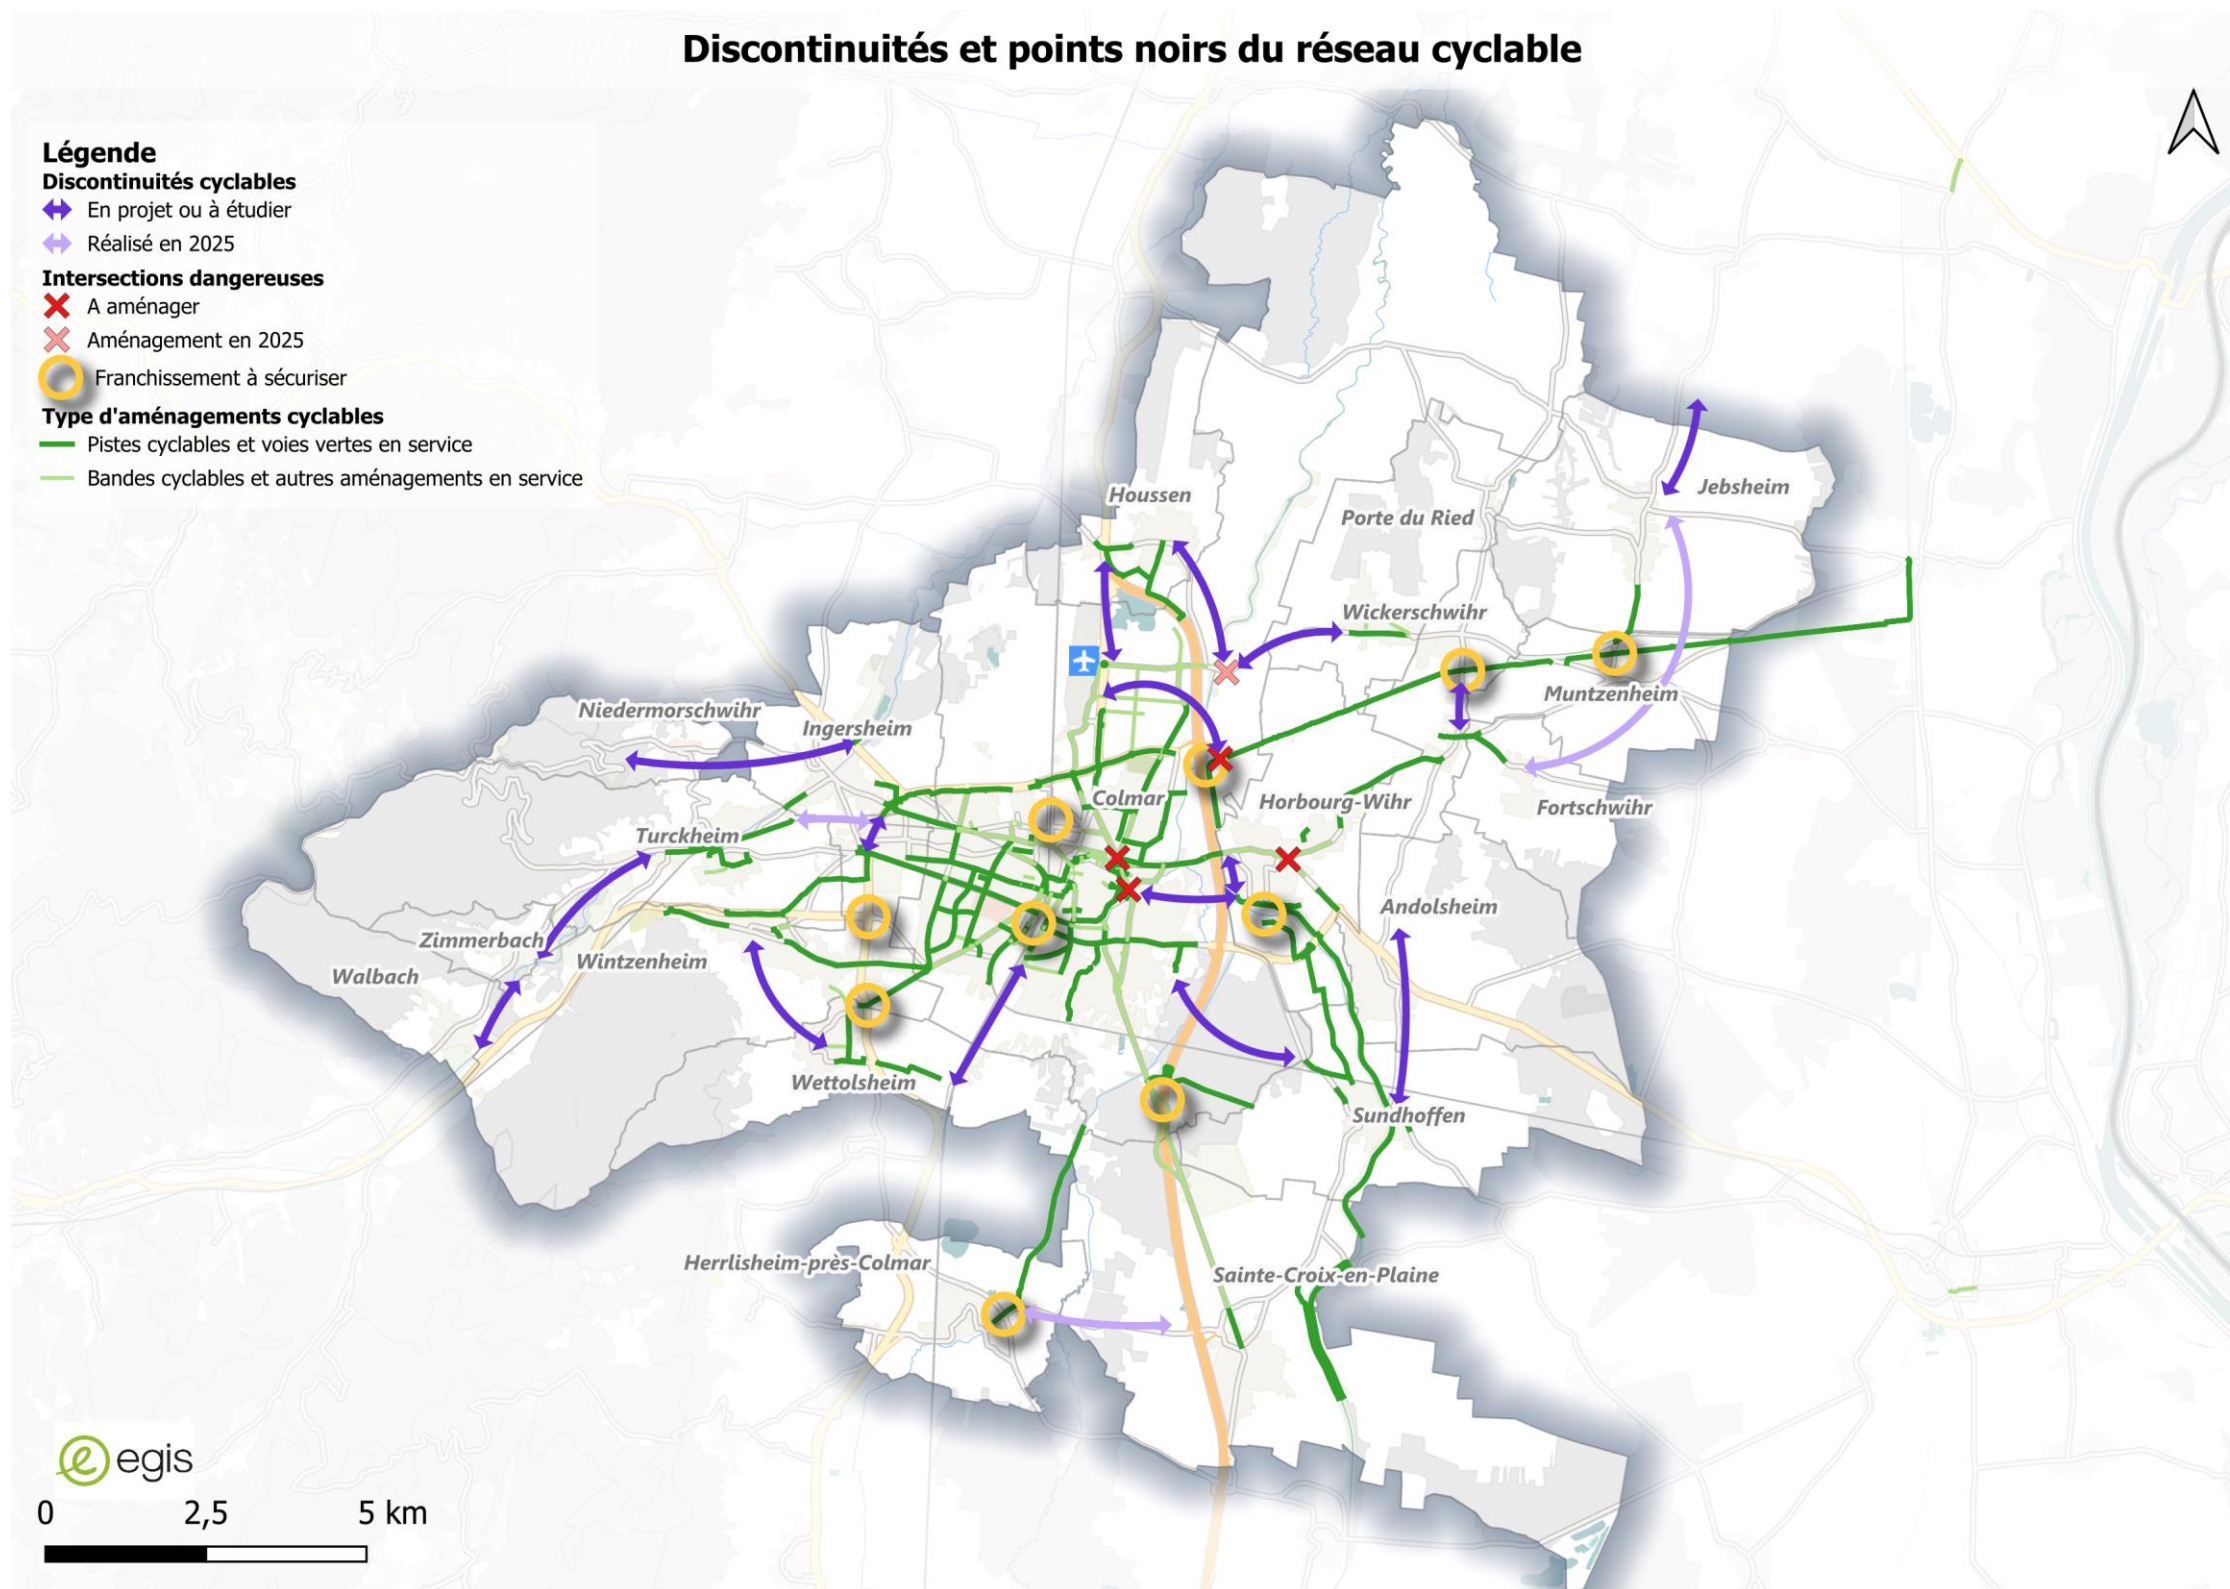 Discontinuités et points noirs du réseau cyclable
Légende
Discontinuités cyclables
En projet ou à étudier
Réalisé en 2025
Intersections dangereuses
A aménager
Aménagement en 2025
Franchissement à sécuriser
Type d'aménagements cyclables
Pistes cyclables et voies vertes en service
Bandes cyclables et autres aménagements en service
Houssen
Jebsheim
Porte du Ried
Wickerschwihr
Muntzenheim
Niedermorschwihr
Ingersheim
Colmar
Horbourg-Wihr
Fortschwihr
Turckheim
Andolsheim
Zimmerbach
Wintzenheim
Walbach
Wettolsheim
Sundhoffen
Herrlisheim-près-Colmar
Sainte-Croix-en-Plaine
e egis
0 2,5 5 km